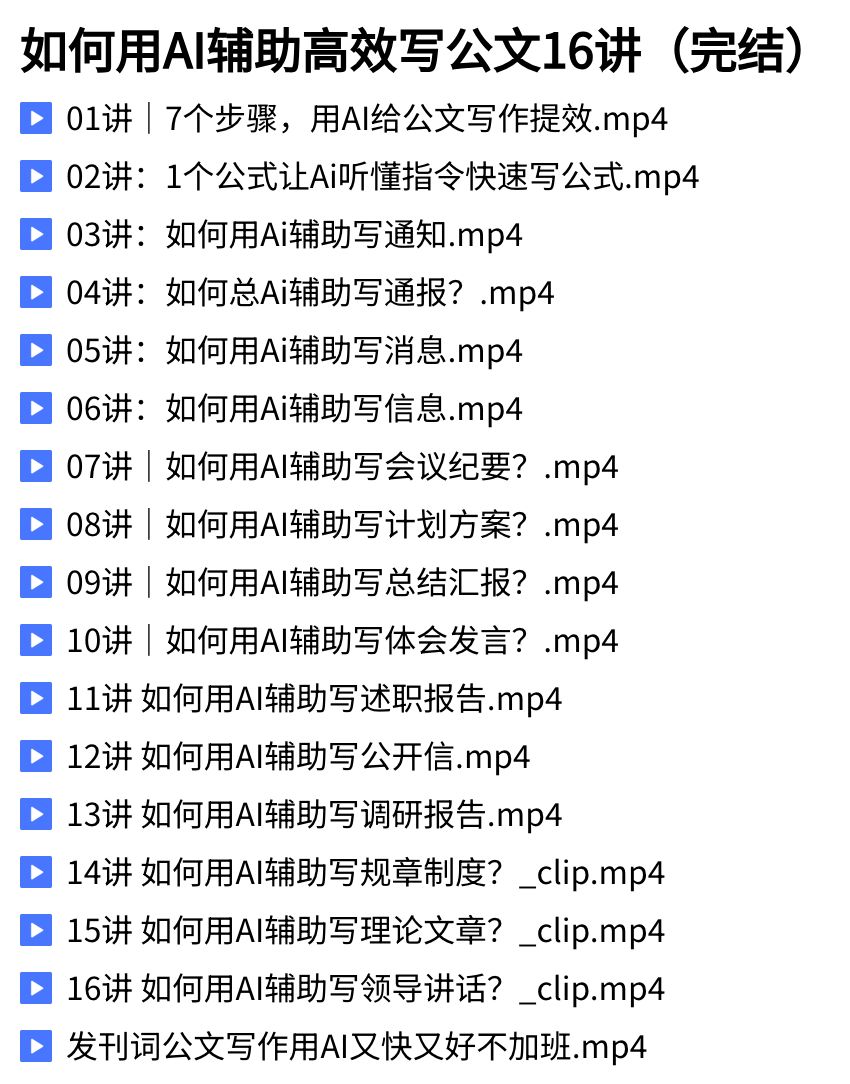 如何用AI辅助高效写公文16讲（完结）
01讲｜7个步骤，用AI给公文写作提效.mp4
02讲：1个公式让Ai听懂指令快速写公式.mp4
03讲：如何用Ai辅助写通知.mp4
04讲：如何总Ai辅助写通报？.mp4
05讲：如何用Ai辅助写消息.mp4
06讲：如何用Ai辅助写信息.mp4
07讲｜如何用AI辅助写会议纪要？.mp4
08讲｜如何用AI辅助写计划方案？.mp4
09讲｜如何用AI辅助写总结汇报？.mp4
10讲｜如何用AI辅助写体会发言？.mp4
11讲 如何用AI辅助写述职报告.mp4
12讲 如何用AI辅助写公开信.mp4
13讲 如何用AI辅助写调研报告.mp4
14讲 如何用AI辅助写规章制度？_clip.mp4
15讲 如何用AI辅助写理论文章？_clip.mp4
16讲 如何用AI辅助写领导讲话？_clip.mp4
发刊词公文写作用AI又快又好不加班.mp4